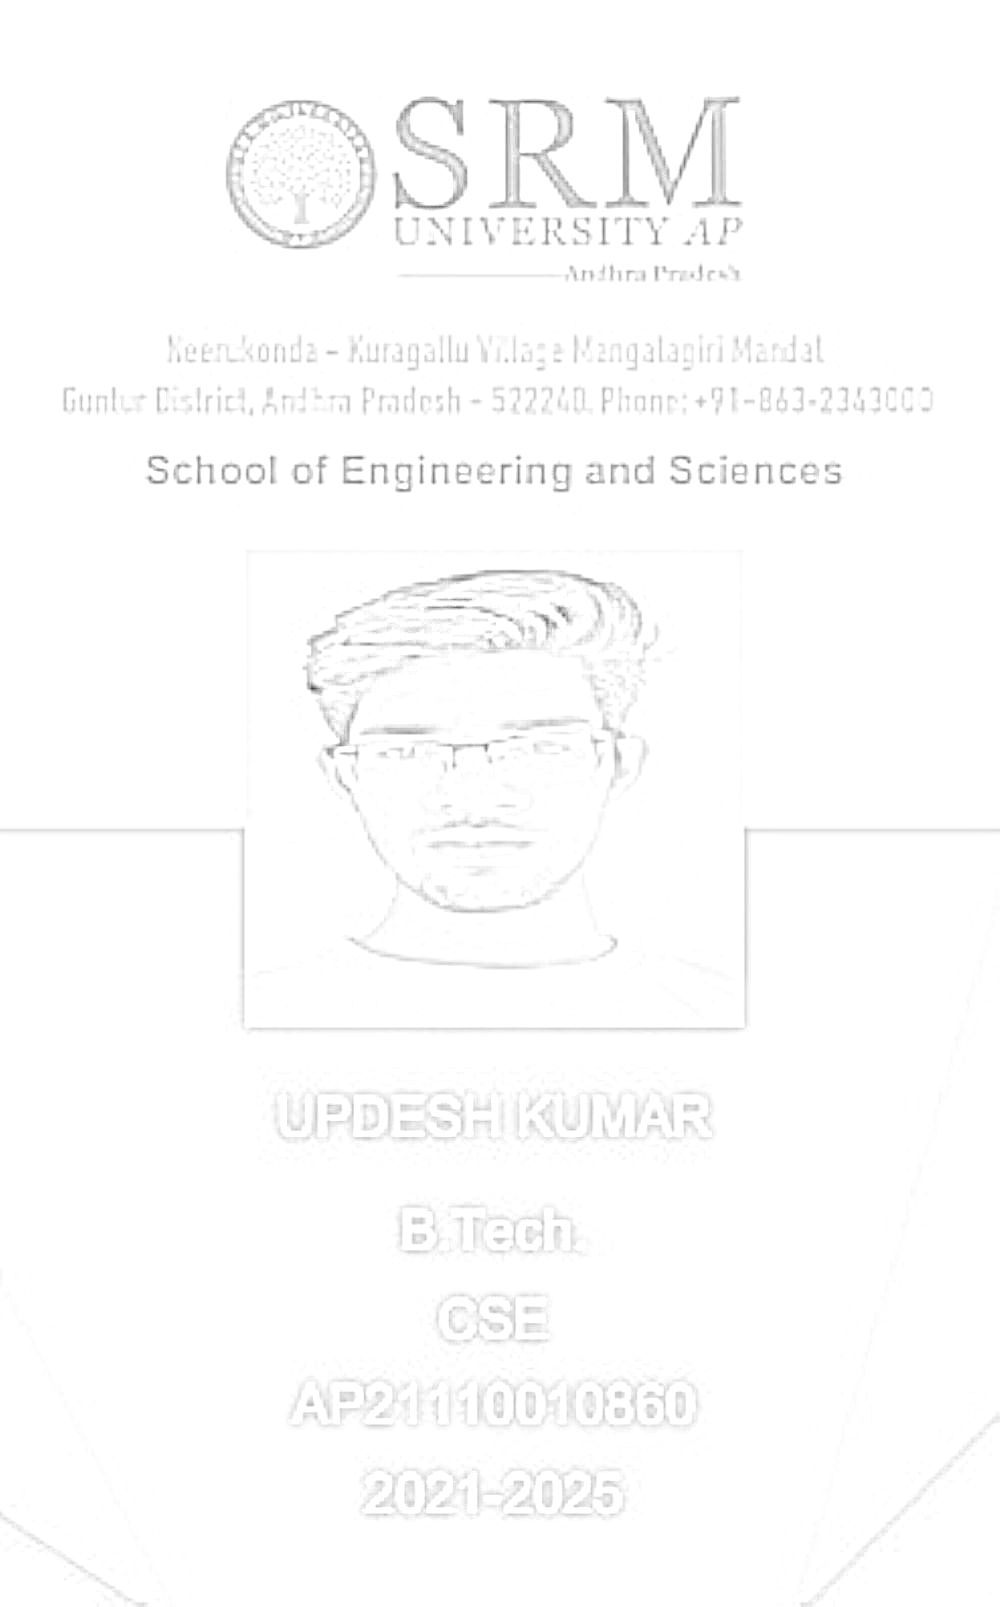 SRM
UNIVERSITY AP
Andhra Pradesh
Neerukonda - Kuragallu Village Mangalagiri Mandal
Guntur District, Andhra Pradesh - 522240. Phone: +91-863-2343000
School of Engineering and Sciences
UPDESH KUMAR
B.Tech.
CSE
AP21110010860
2021-2025